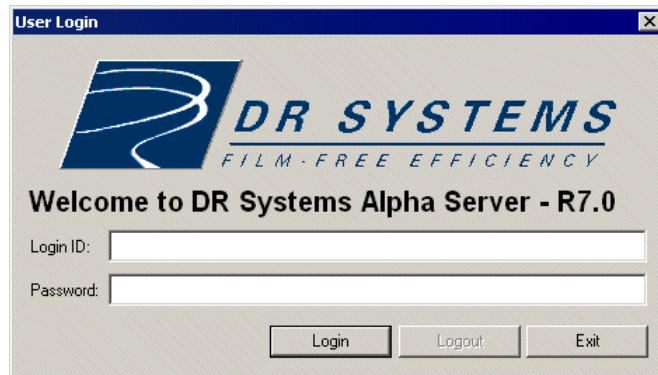 User Login
DR SYSTEMS
FILM-FREE EFFICIENCY
Welcome to DR Systems Alpha Server - R7.0
Login ID:
Password:
Login Logout Exit